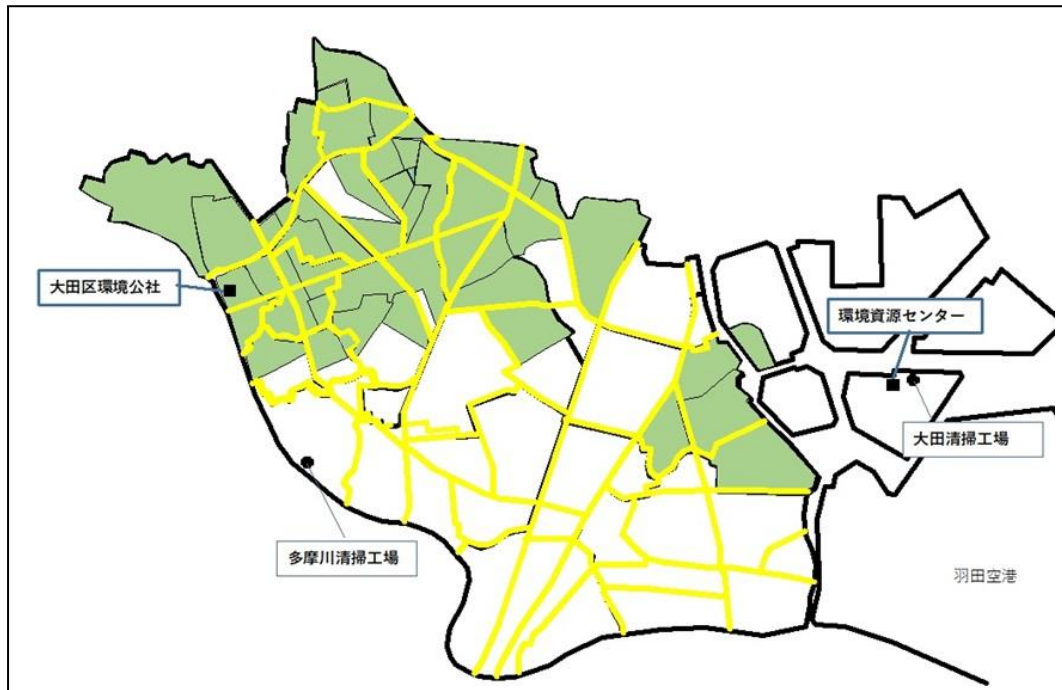 大田区環境公社
環境資源センター
大田清掃工場
多摩川清掃工場
羽田空港